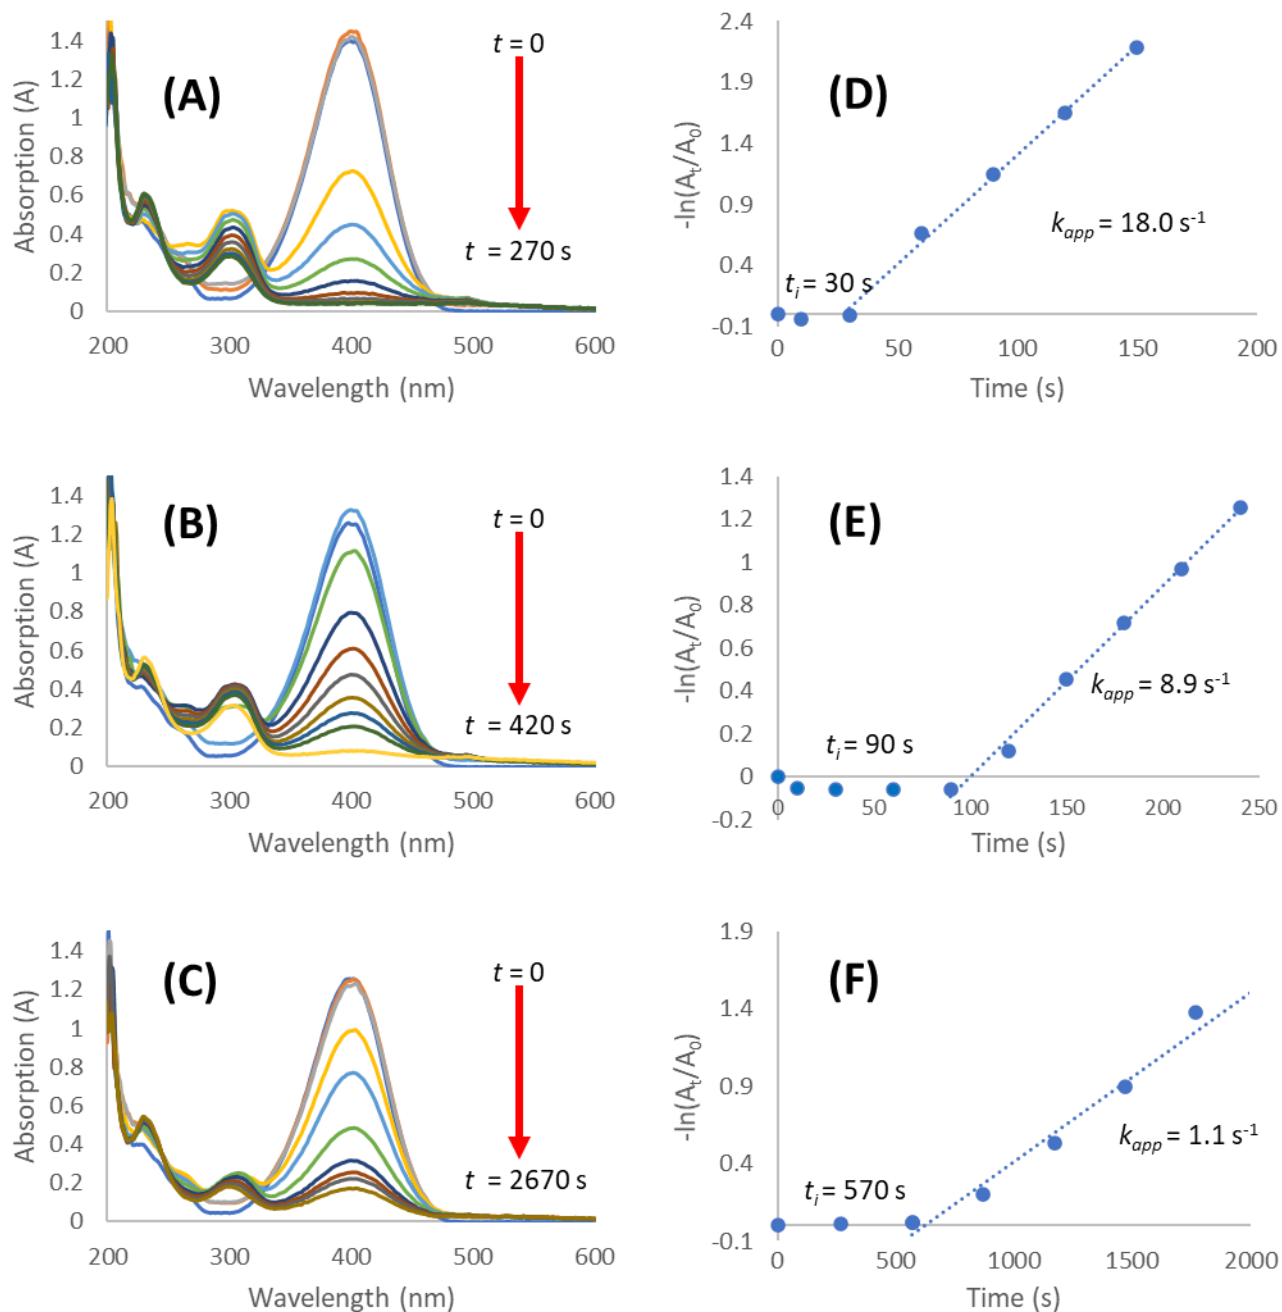 (A)
Absorption (A)
1.4
1.2
1
0.8
0.6
0.4
0.2
0
200 300 400 500 600
Wavelength (nm)
t = 0
t = 270 s
(D)
-ln(At/A0)
2.4
1.9
1.4
0.9
0.4
-0.1
0 50 100 150 200
Time (s)
ti = 30 s
kapp = 18.0 s-1
(B)
Absorption (A)
1.4
1.2
1
0.8
0.6
0.4
0.2
0
200 300 400 500 600
Wavelength (nm)
t = 0
t = 420 s
(E)
-ln(At/A0)
1.4
1.2
1
0.8
0.6
0.4
0.2
0
-0.2
0 50 100 150 200 250
Time (s)
ti = 90 s
kapp = 8.9 s-1
(C)
Absorption (A)
1.4
1.2
1
0.8
0.6
0.4
0.2
0
200 300 400 500 600
Wavelength (nm)
t = 0
t = 2670 s
(F)
-ln(At/A0)
1.9
1.4
0.9
0.4
-0.1
0 500 1000 1500 2000
Time (s)
ti = 570 s
kapp = 1.1 s-1